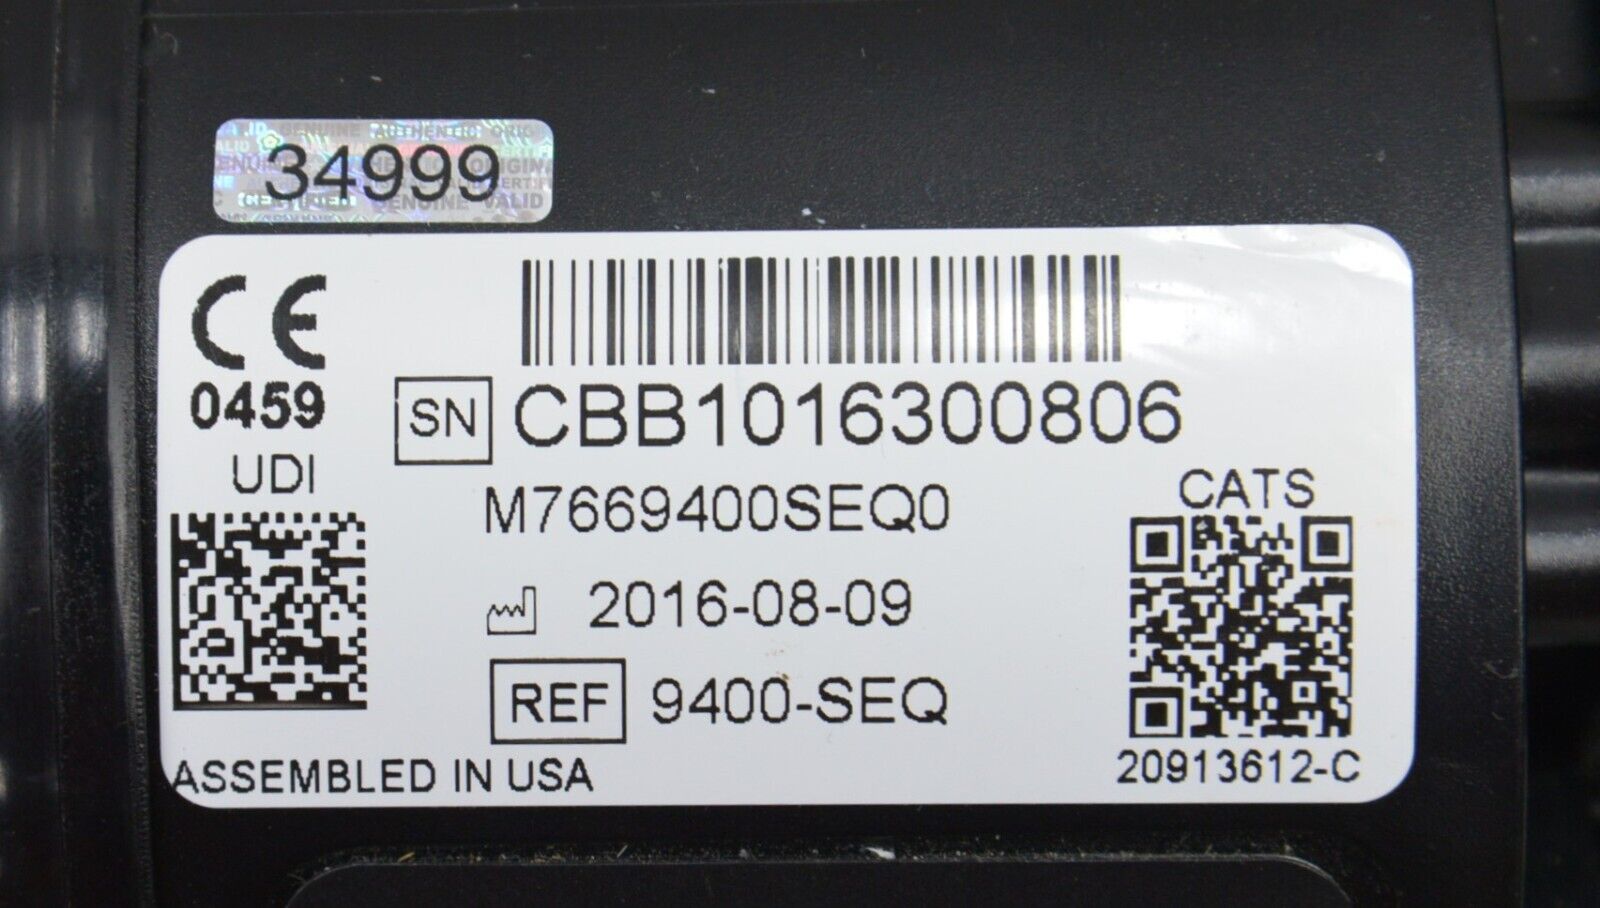 34999
CE
0459
SN CBB1016300806
UDI
M7669400SEQ0
CATS
2016-08-09
REF 9400-SEQ
ASSEMBLED IN USA
20913612-C